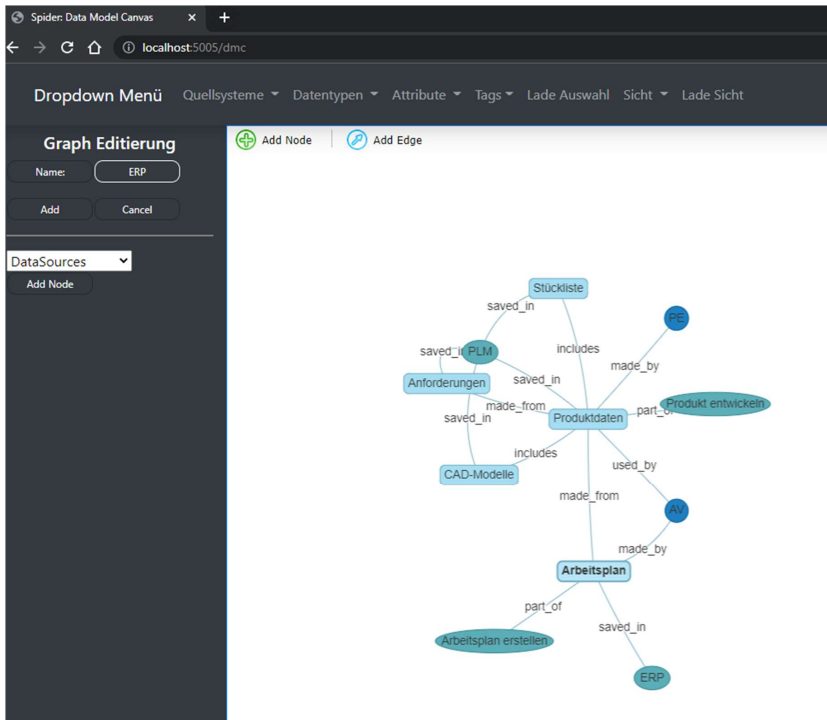 Spider: Data Model Canvas
localhost:5005/dmc
Dropdown Menü Quellsysteme Datentypen Attribute Tags Lade Auswahl Sicht Lade Sicht
Graph Editierung
Add Node Add Edge
Name: ERP
Add Cancel
DataSources
Add Node
Stückliste
saved_in
PE
saved_in PLM
includes
made_by
Anforderungen
saved_in
made_from
Produkt entwickeln
part_of
saved_in
Produktdaten
includes
used_by
CAD-Modelle
made_from
AV
made_by
Arbeitsplan
part_of
saved_in
Arbeitsplan erstellen
ERP